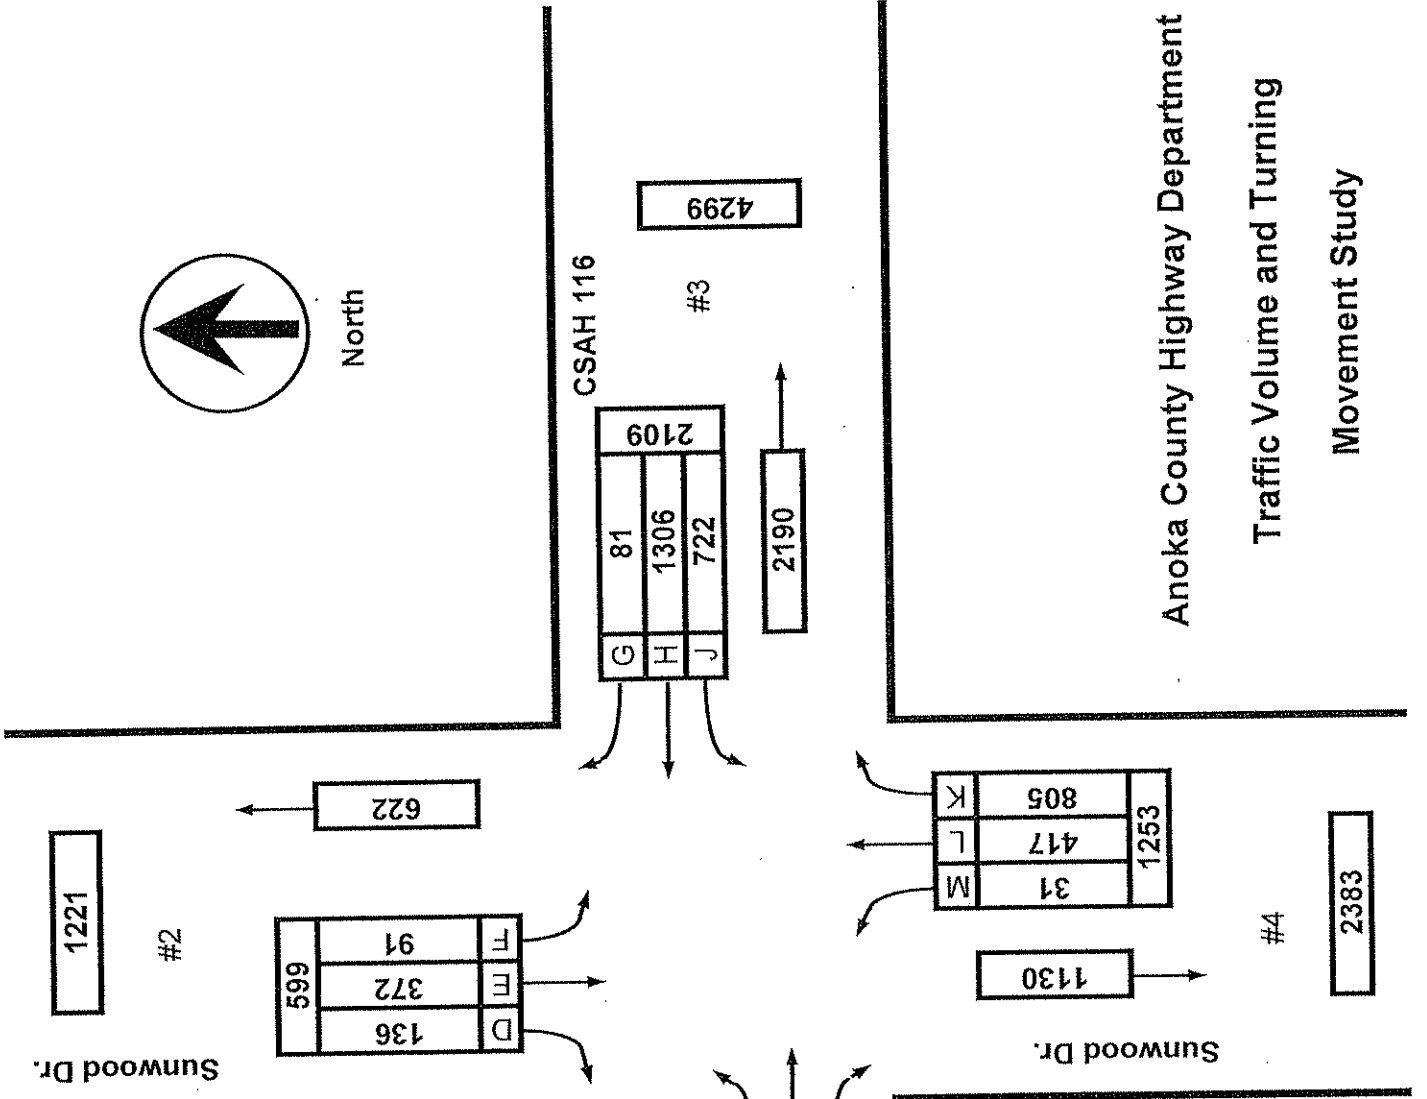 North
Sunwood Dr.
1221
#2
622
599
136
372
91
D
E
F
CSAH 116
G
81
H
1306
J
722
2109
#3
4299
2190
M
L
K
31
417
805
1253
1130
#4
2383
Sunwood Dr.
Anoka County Highway Department
Traffic Volume and Turning
Movement Study